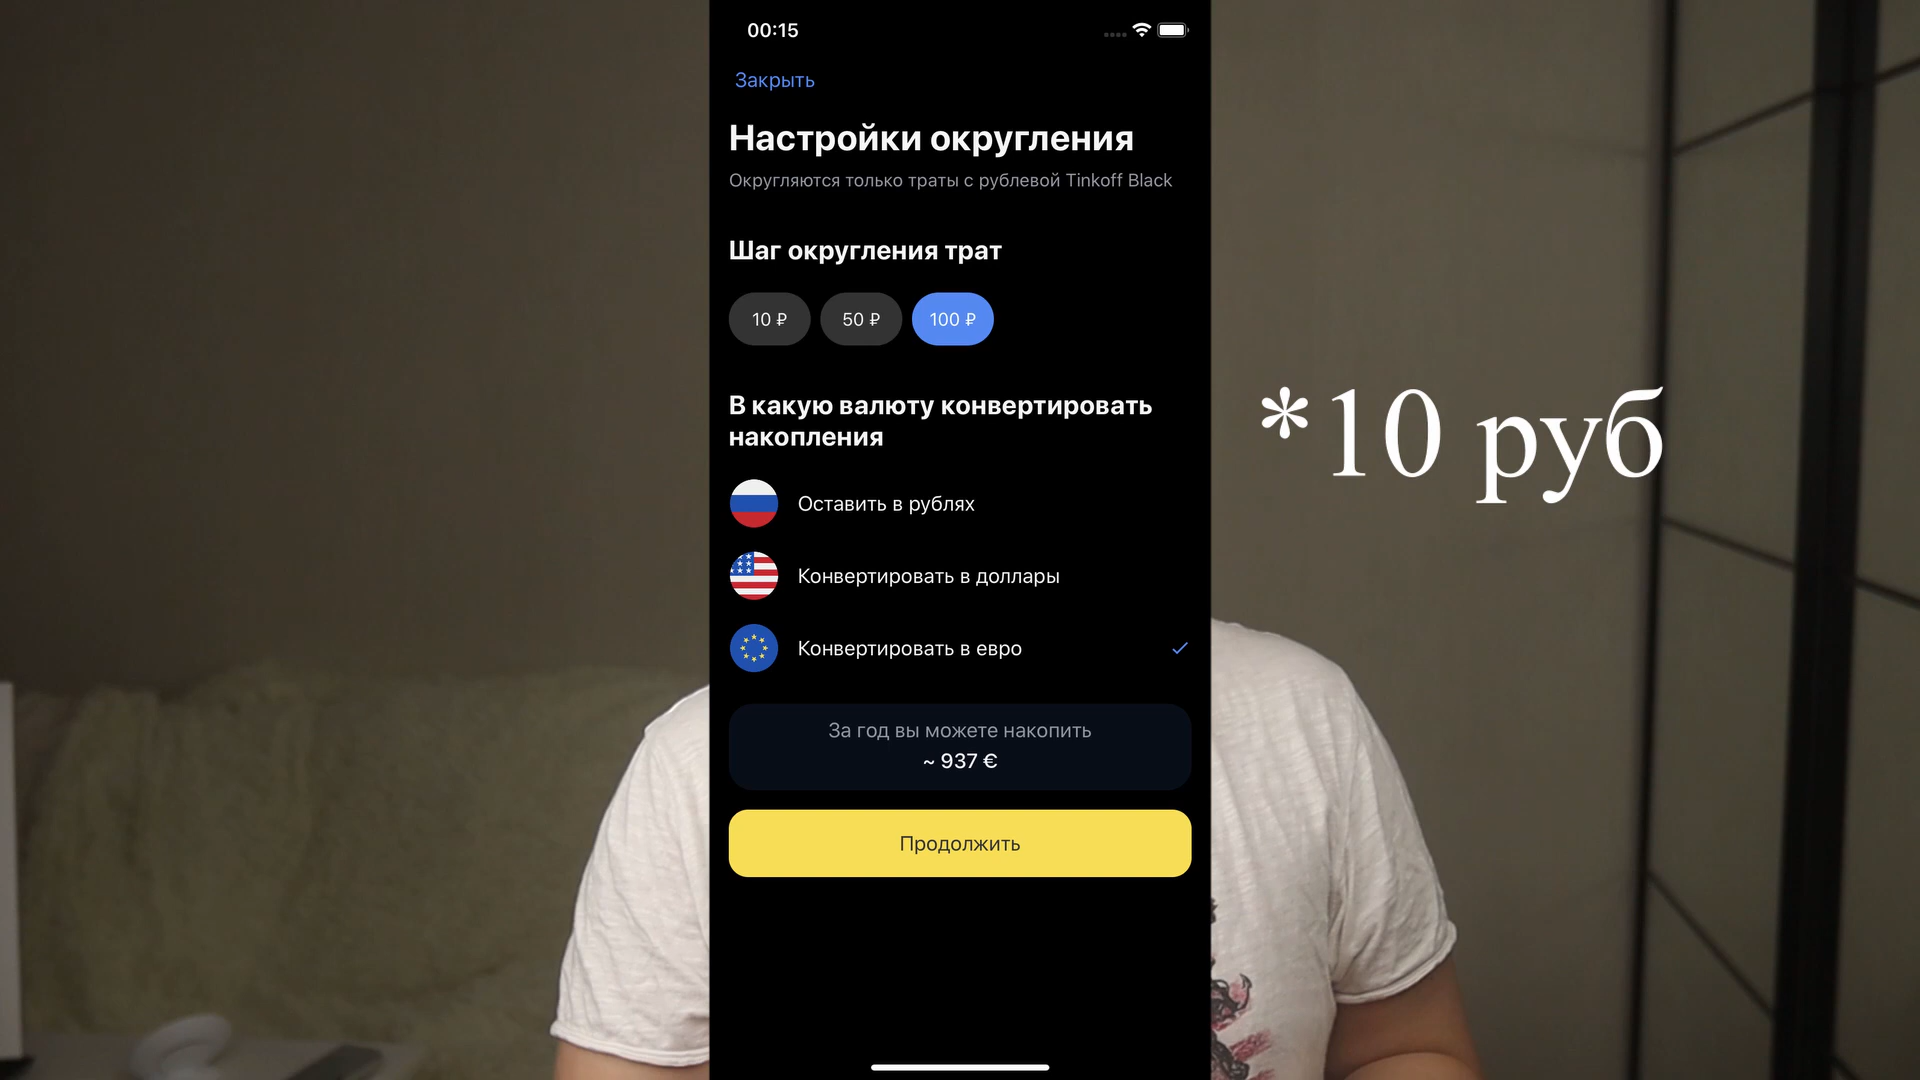 00:15
Закрыть
Настройки округления
Округляются только траты с рублевой Tinkoff Black
Шаг округления трат
10 ₽ 50 ₽ 100 ₽
*10 руб
В какую валюту конвертировать
накопления
Оставить в рублях
Конвертировать в доллары
Конвертировать в евро
За год вы можете накопить
~ 937 €
Продолжить